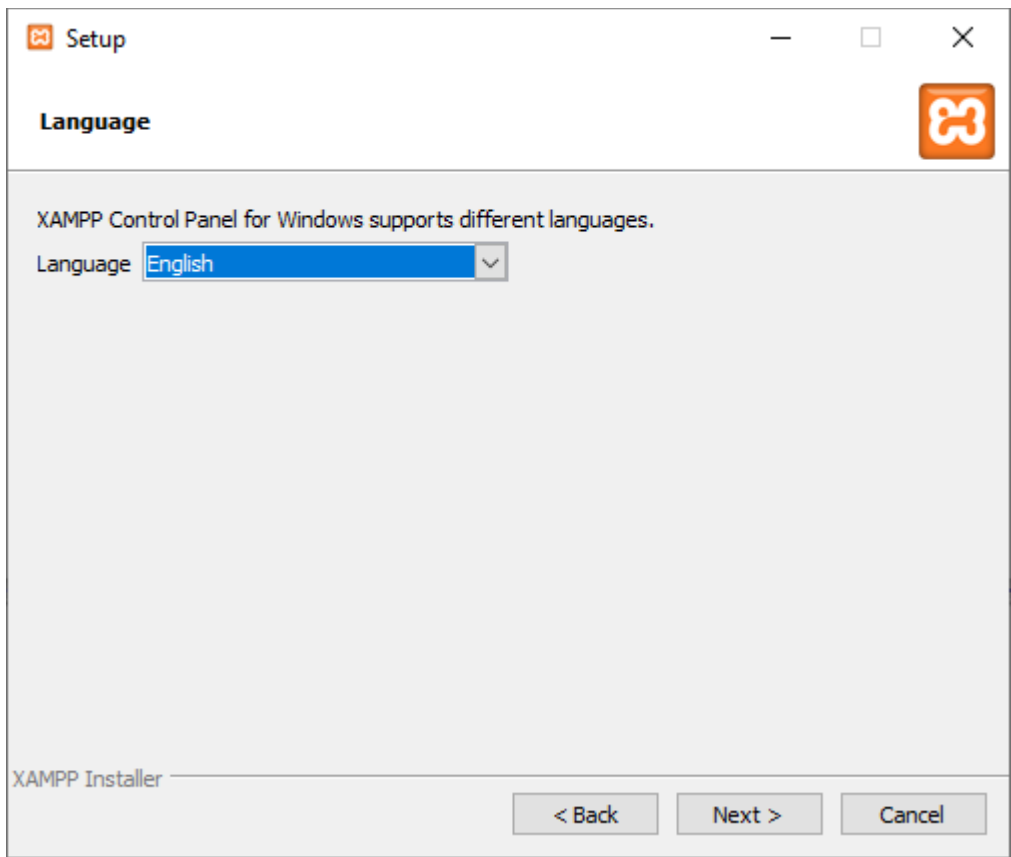 Setup
Language
XAMPP Control Panel for Windows supports different languages.
Language English
XAMPP Installer
< Back Next > Cancel